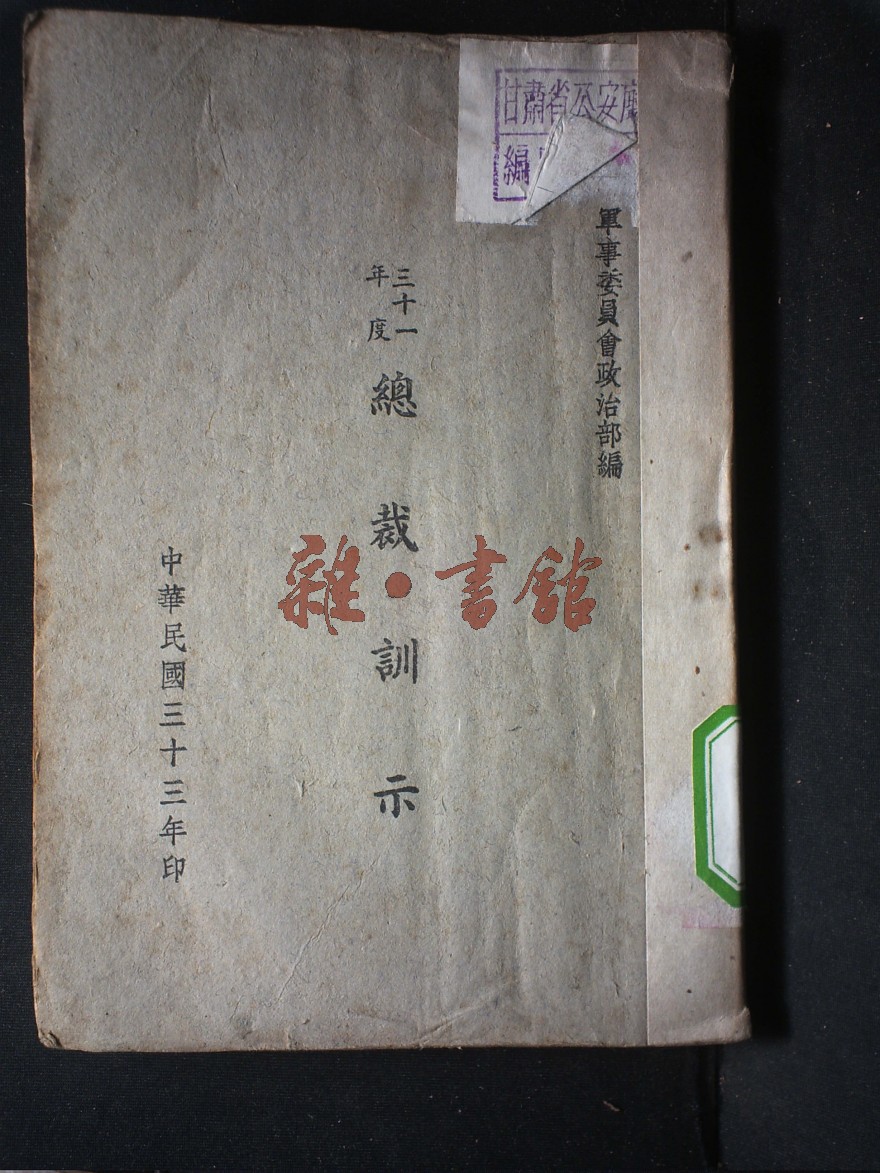 甘肅省公安廳
編
軍事委員會政治部編
三十一
年度
總裁訓示
中華民國三十三年印
雜·書館